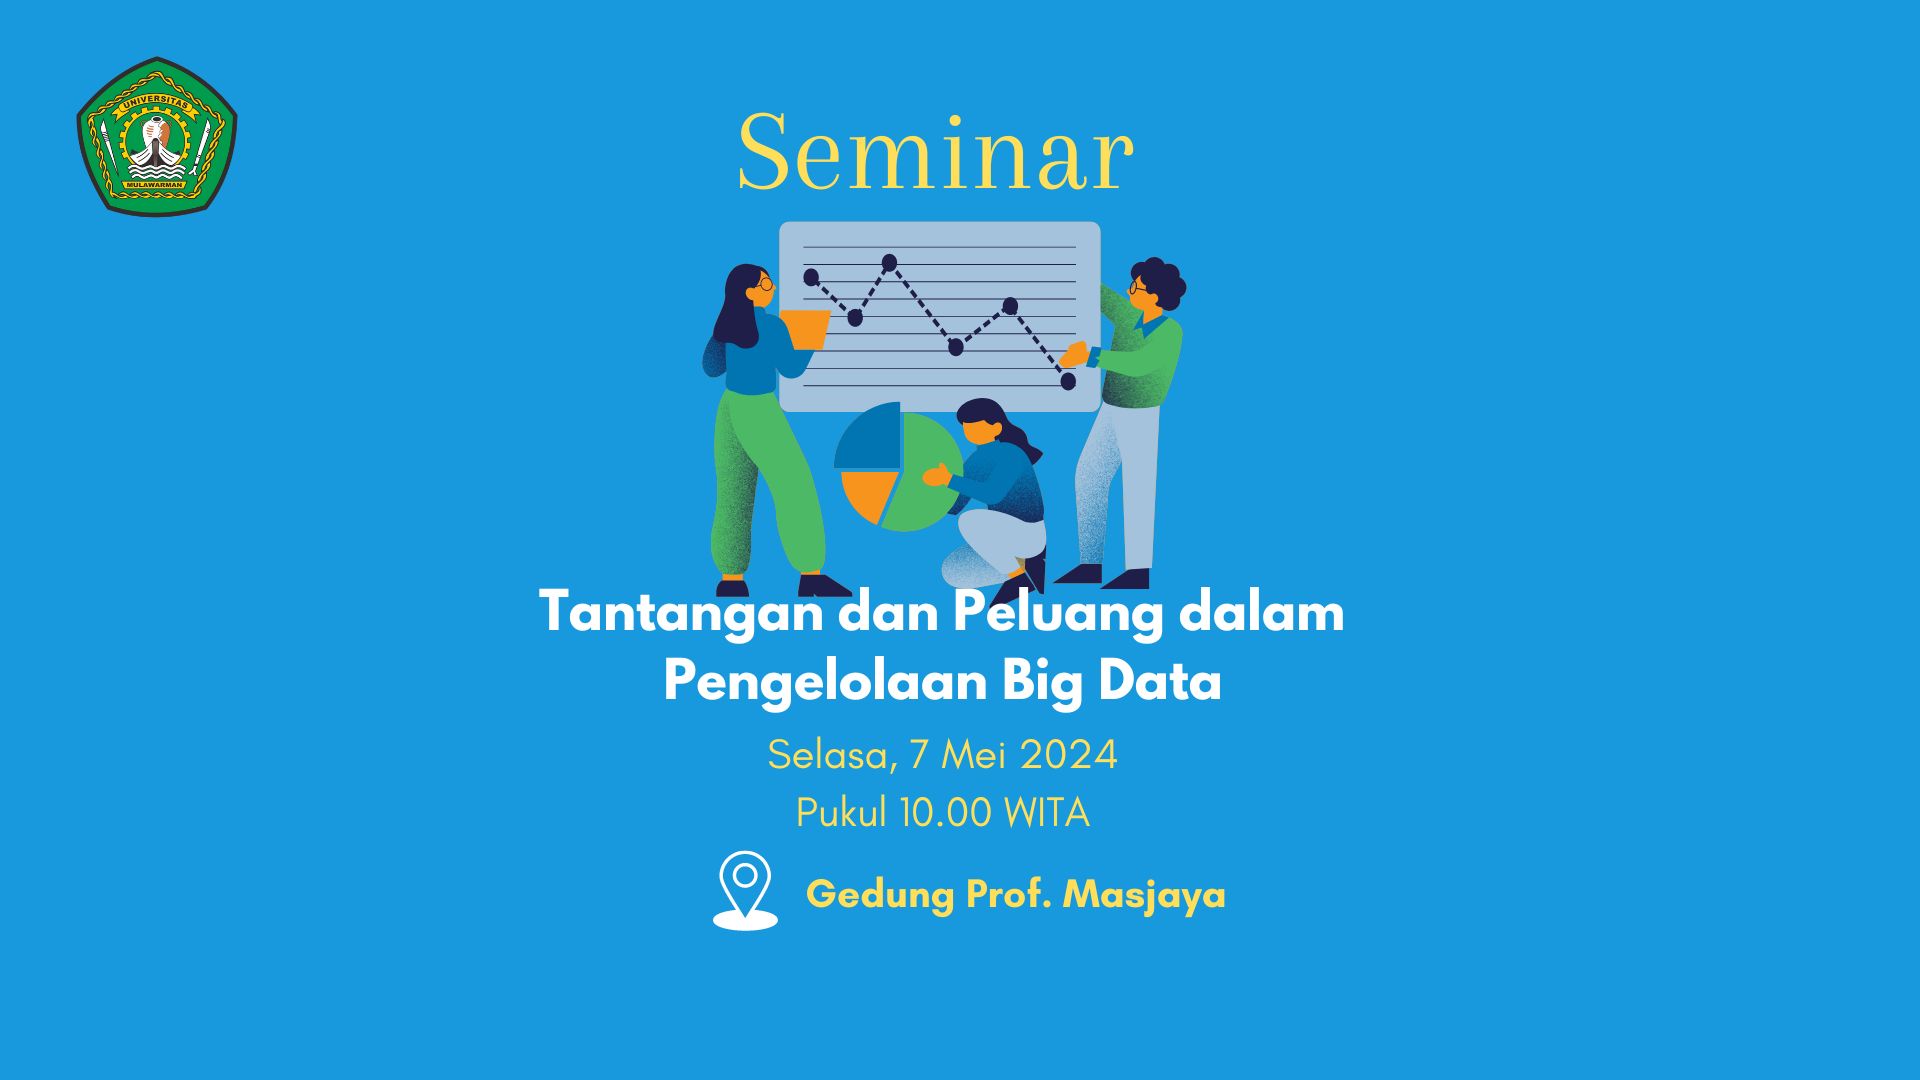 UNIVERSITAS
MULAWARMAN
Seminar
Tantangan dan Peluang dalam
Pengelolaan Big Data
Selasa, 7 Mei 2024
Pukul 10.00 WITA
Gedung Prof. Masjaya